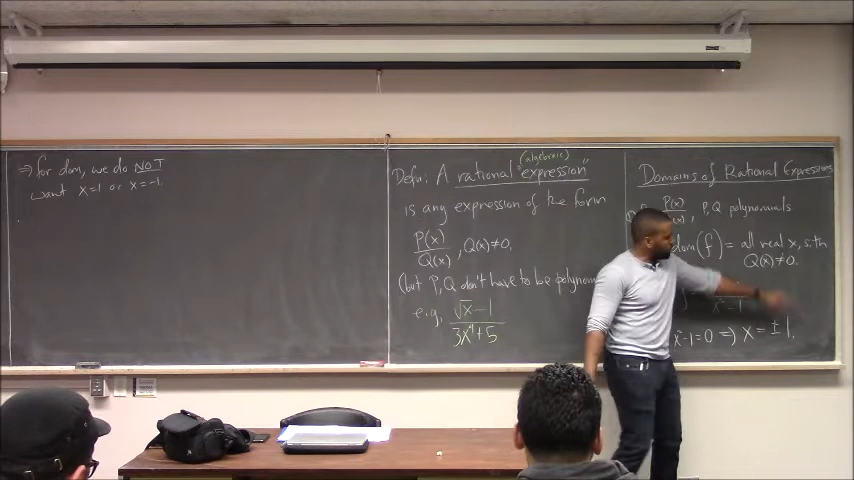 ⇒ for dom, we do NOT
want x=1 or x=-1.
Defn: A rational "expression"
(algebraic)
is any expression of the form
P(x)/Q(x), Q(x)≠0.
(but P, Q don't have to be
e.g. (√x-1)/(3x⁴+5)
Domains of Rational Expressions
P(x), P, Q polynomials
dom(f) = all real x, s.th
Q(x)≠0.
x²-1
x²-1=0 ⇒ x=±1.